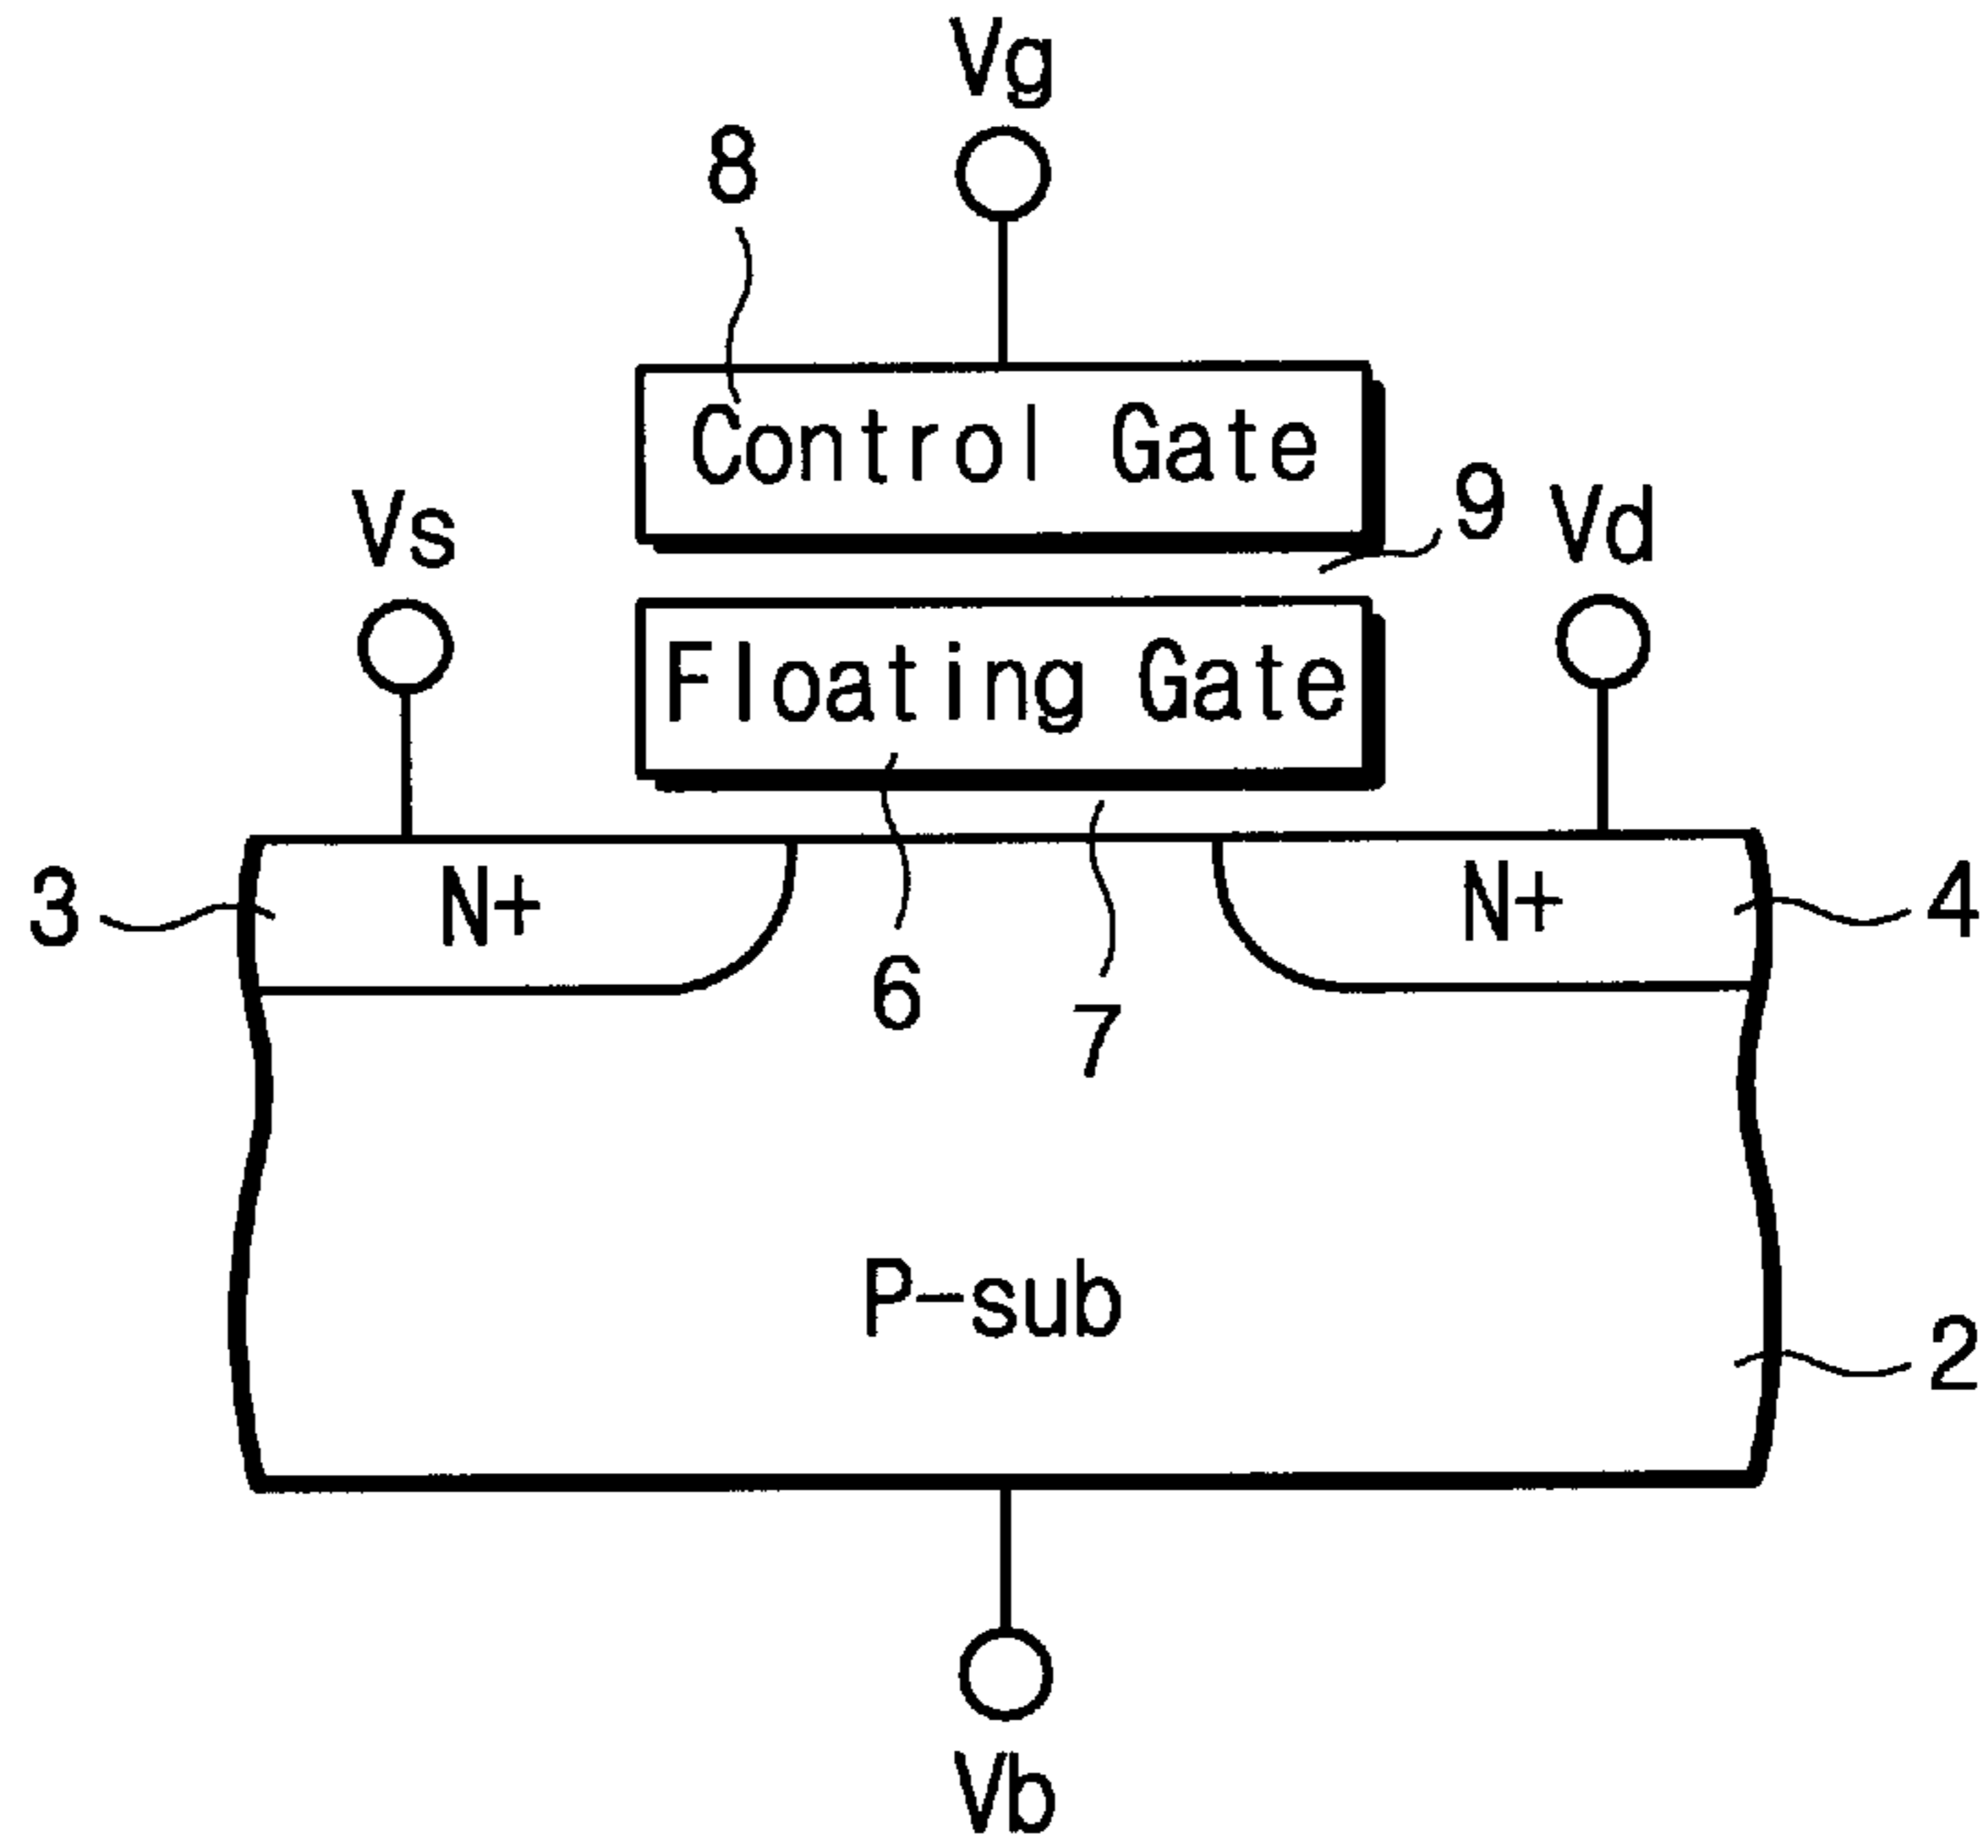 Vg
8
Control Gate
9
Vs
Vd
Floating Gate
3
N+
N+
4
6
7
P-sub
2
Vb